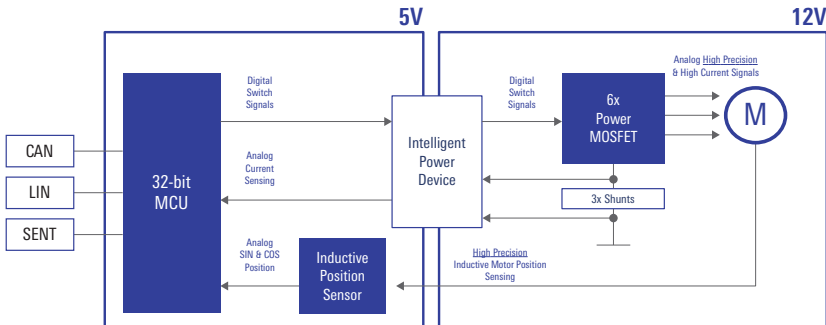 5V
12V
Digital
Switch
Signals
Digital
Switch
Signals
Analog High Precision
& High Current Signals
6x
Power
MOSFET
M
CAN
LIN
SENT
32-bit
MCU
Analog
Current
Sensing
Intelligent
Power
Device
3x Shunts
Analog
SIN & COS
Position
Inductive
Position
Sensor
High Precision
Inductive Motor Position
Sensing